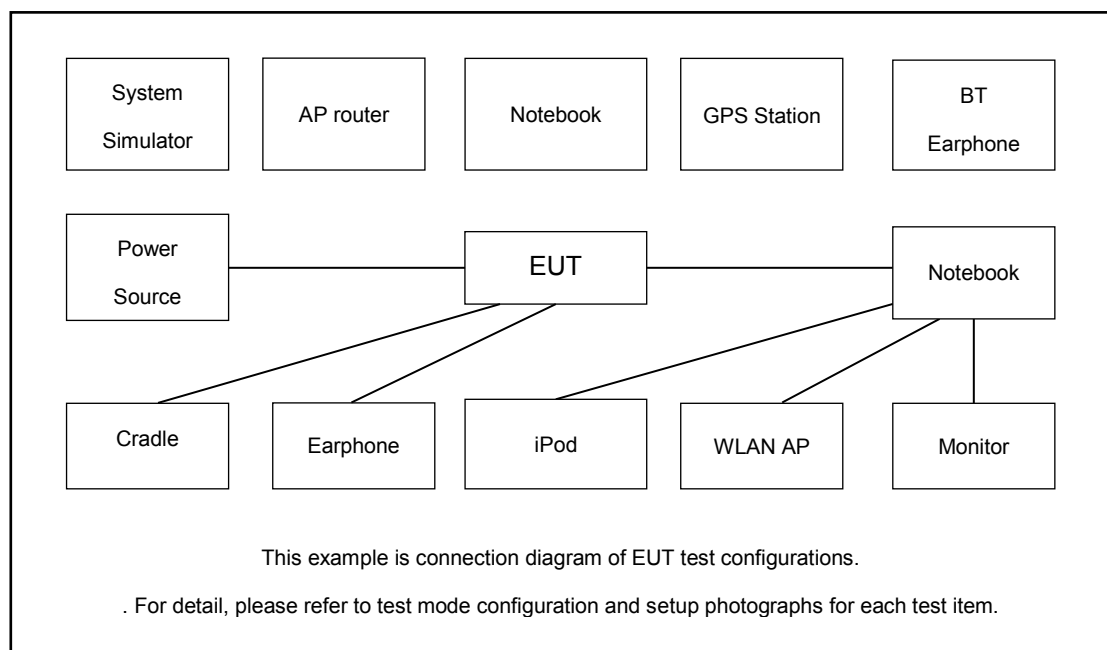 System
Simulator
AP router
Notebook
GPS Station
BT
Earphone
Power
Source
EUT
Notebook
Cradle
Earphone
iPod
WLAN AP
Monitor
This example is connection diagram of EUT test configurations.
. For detail, please refer to test mode configuration and setup photographs for each test item.